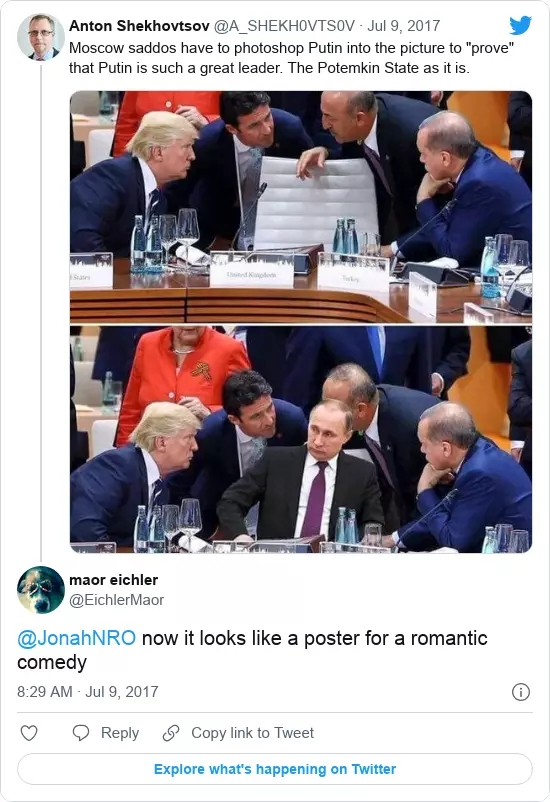 Anton Shekhovtsov @A_SHEKH0VTS0V · Jul 9, 2017
Moscow saddos have to photoshop Putin into the picture to "prove"
that Putin is such a great leader. The Potemkin State as it is.
States
United Kingdom
Turkey
maor eichler
@EichlerMaor
@JonahNRO now it looks like a poster for a romantic
comedy
8:29 AM · Jul 9, 2017
Reply
Copy link to Tweet
Explore what's happening on Twitter